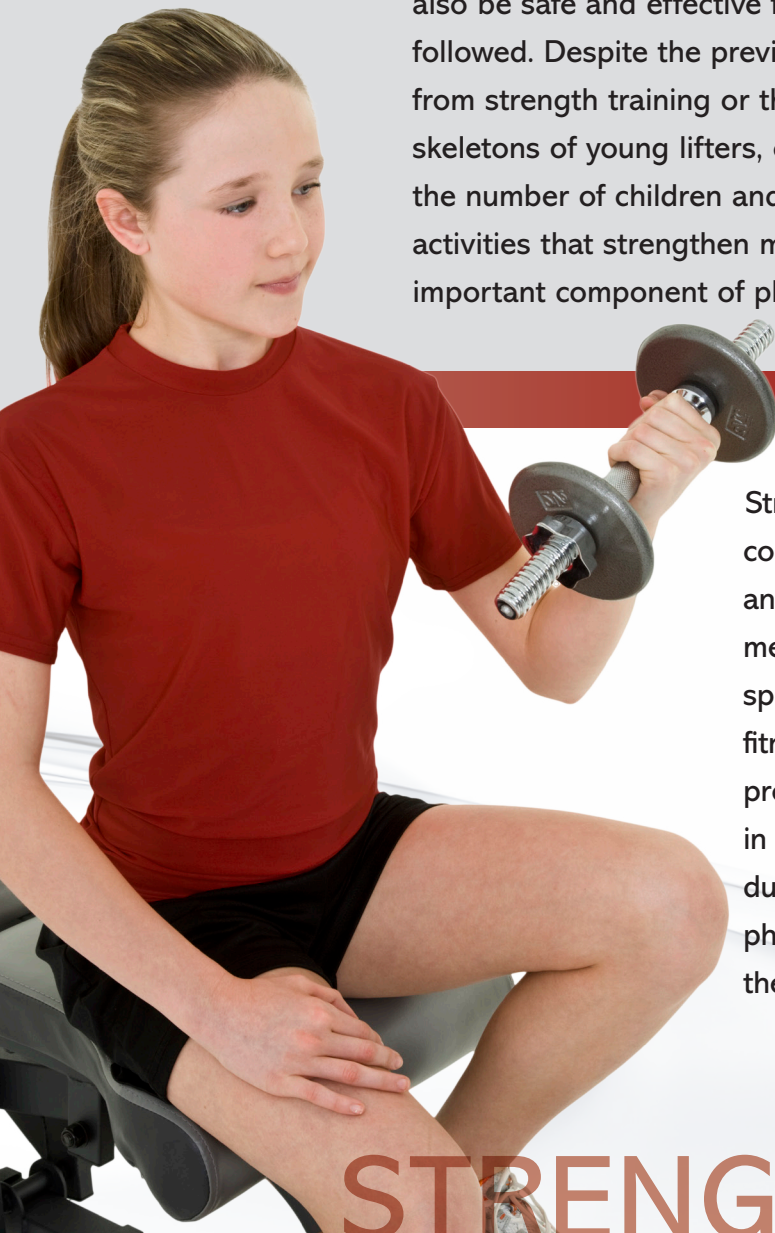 also be safe and effective f
followed. Despite the previ
from strength training or th
skeletons of young lifters,
the number of children and
activities that strengthen m
important component of pl
Str
co
an
me
sp
fitn
pro
in
du
ph
the
STRENG